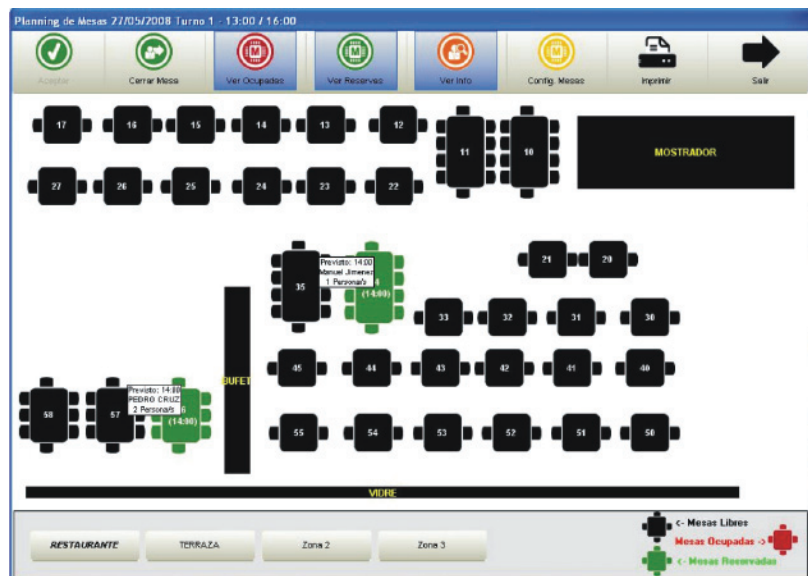 Planning de Mesas 27/05/2008 Turno 1 - 13:00 / 16:00
Aceptar
Cerrar Mesa
Ver Ocupadas
Ver Reservas
Ver Info
Config. Mesas
Imprimir
Salir
17 16 15 14 13 12 11 10
MOSTRADOR
27 26 25 24 23 22
21 20
35
Previsto: 14:00
Manuel Jimenez
1 Persona/s
4
(14:00)
33 32 31 30
BUFET
45 44 43 42 41 40
58 57
Previsto: 14:00
PEDRO CRUZ
2 Persona/s
6
(14:00)
55 54 53 52 51 50
VIDRE
RESTAURANTE
TERRAZA
Zona 2
Zona 3
<- Mesas Libres
Mesas Ocupadas ->
<- Mesas Reservadas